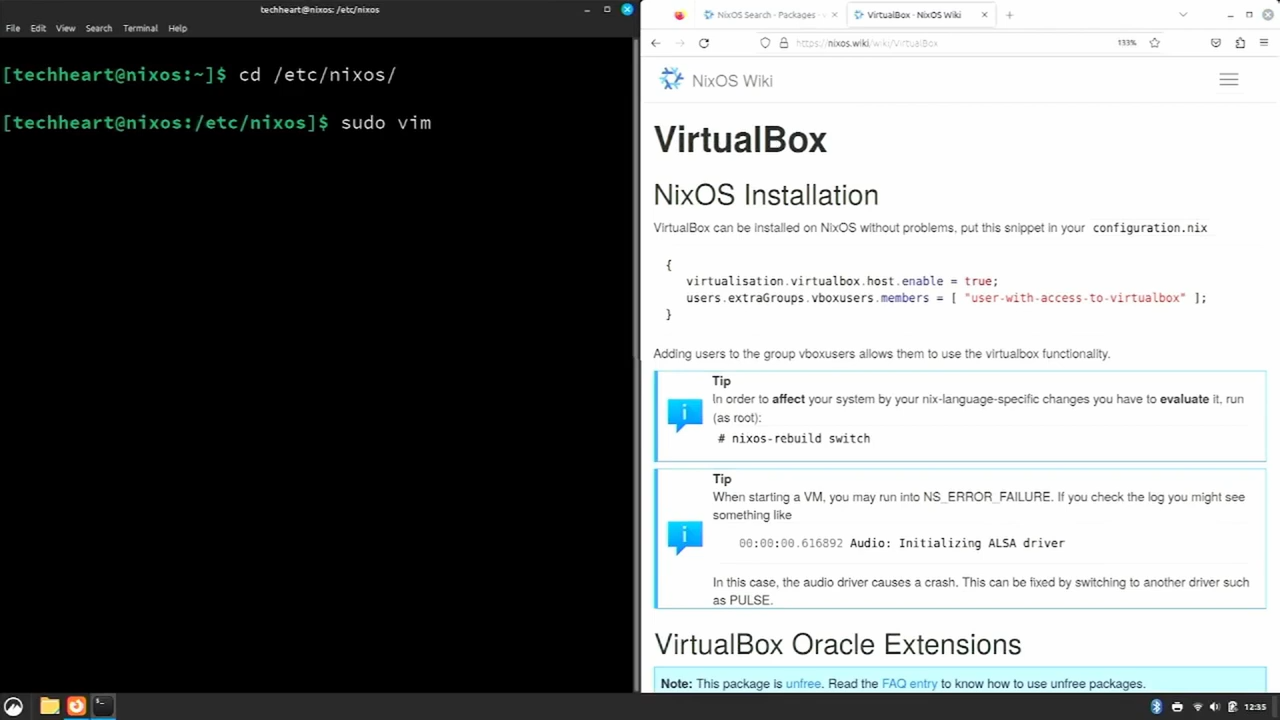 techheart@nixos: /etc/nixos
File Edit View Search Terminal Help
[techheart@nixos:~]$ cd /etc/nixos/
[techheart@nixos:/etc/nixos]$ sudo vim
NixOS Search - Packages - v
VirtualBox - NixOS Wiki
https://nixos.wiki/wiki/VirtualBox
133%
NixOS Wiki
VirtualBox
NixOS Installation
VirtualBox can be installed on NixOS without problems, put this snippet in your configuration.nix
{
virtualisation.virtualbox.host.enable = true;
users.extraGroups.vboxusers.members = [ "user-with-access-to-virtualbox" ];
}
Adding users to the group vboxusers allows them to use the virtualbox functionality.
Tip
In order to affect your system by your nix-language-specific changes you have to evaluate it, run
(as root):
# nixos-rebuild switch
Tip
When starting a VM, you may run into NS_ERROR_FAILURE. If you check the log you might see
something like
00:00:00.616892 Audio: Initializing ALSA driver
In this case, the audio driver causes a crash. This can be fixed by switching to another driver such
as PULSE.
VirtualBox Oracle Extensions
Note: This package is unfree. Read the FAQ entry to know how to use unfree packages.
12:35